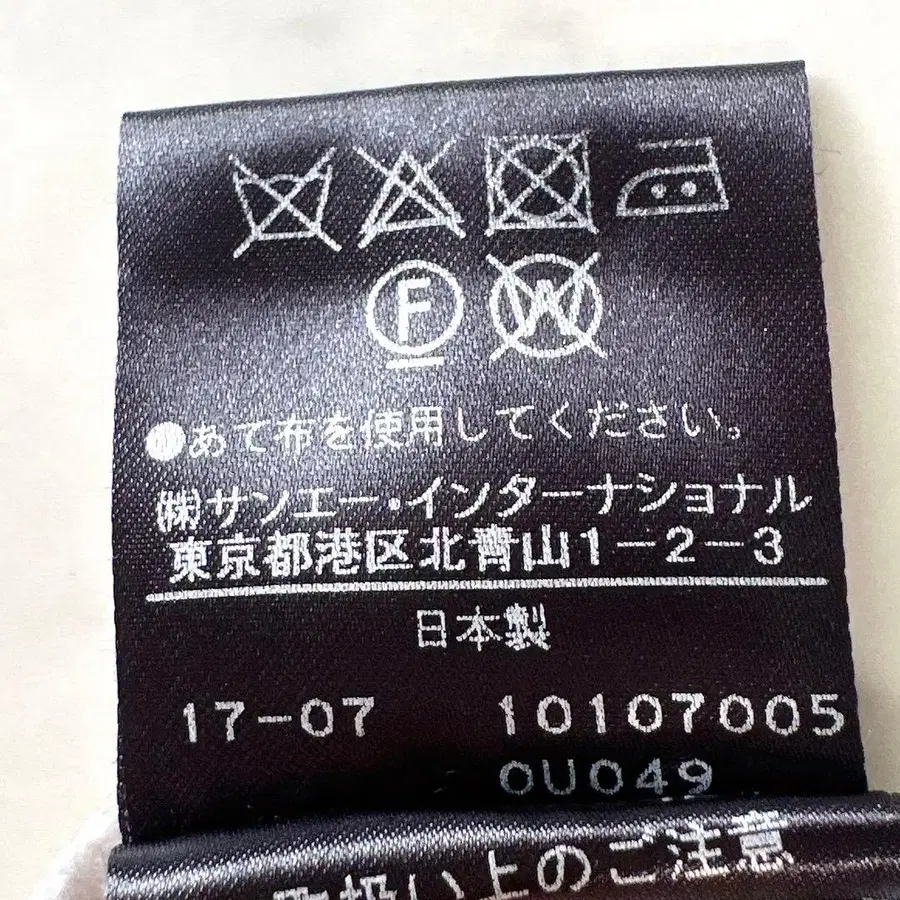 F W
●あて布を使用してください。
㈱サンエー・インターナショナル
東京都港区北青山1-2-3
日本製
17-07 10107005
0U049
取扱い上のご注意